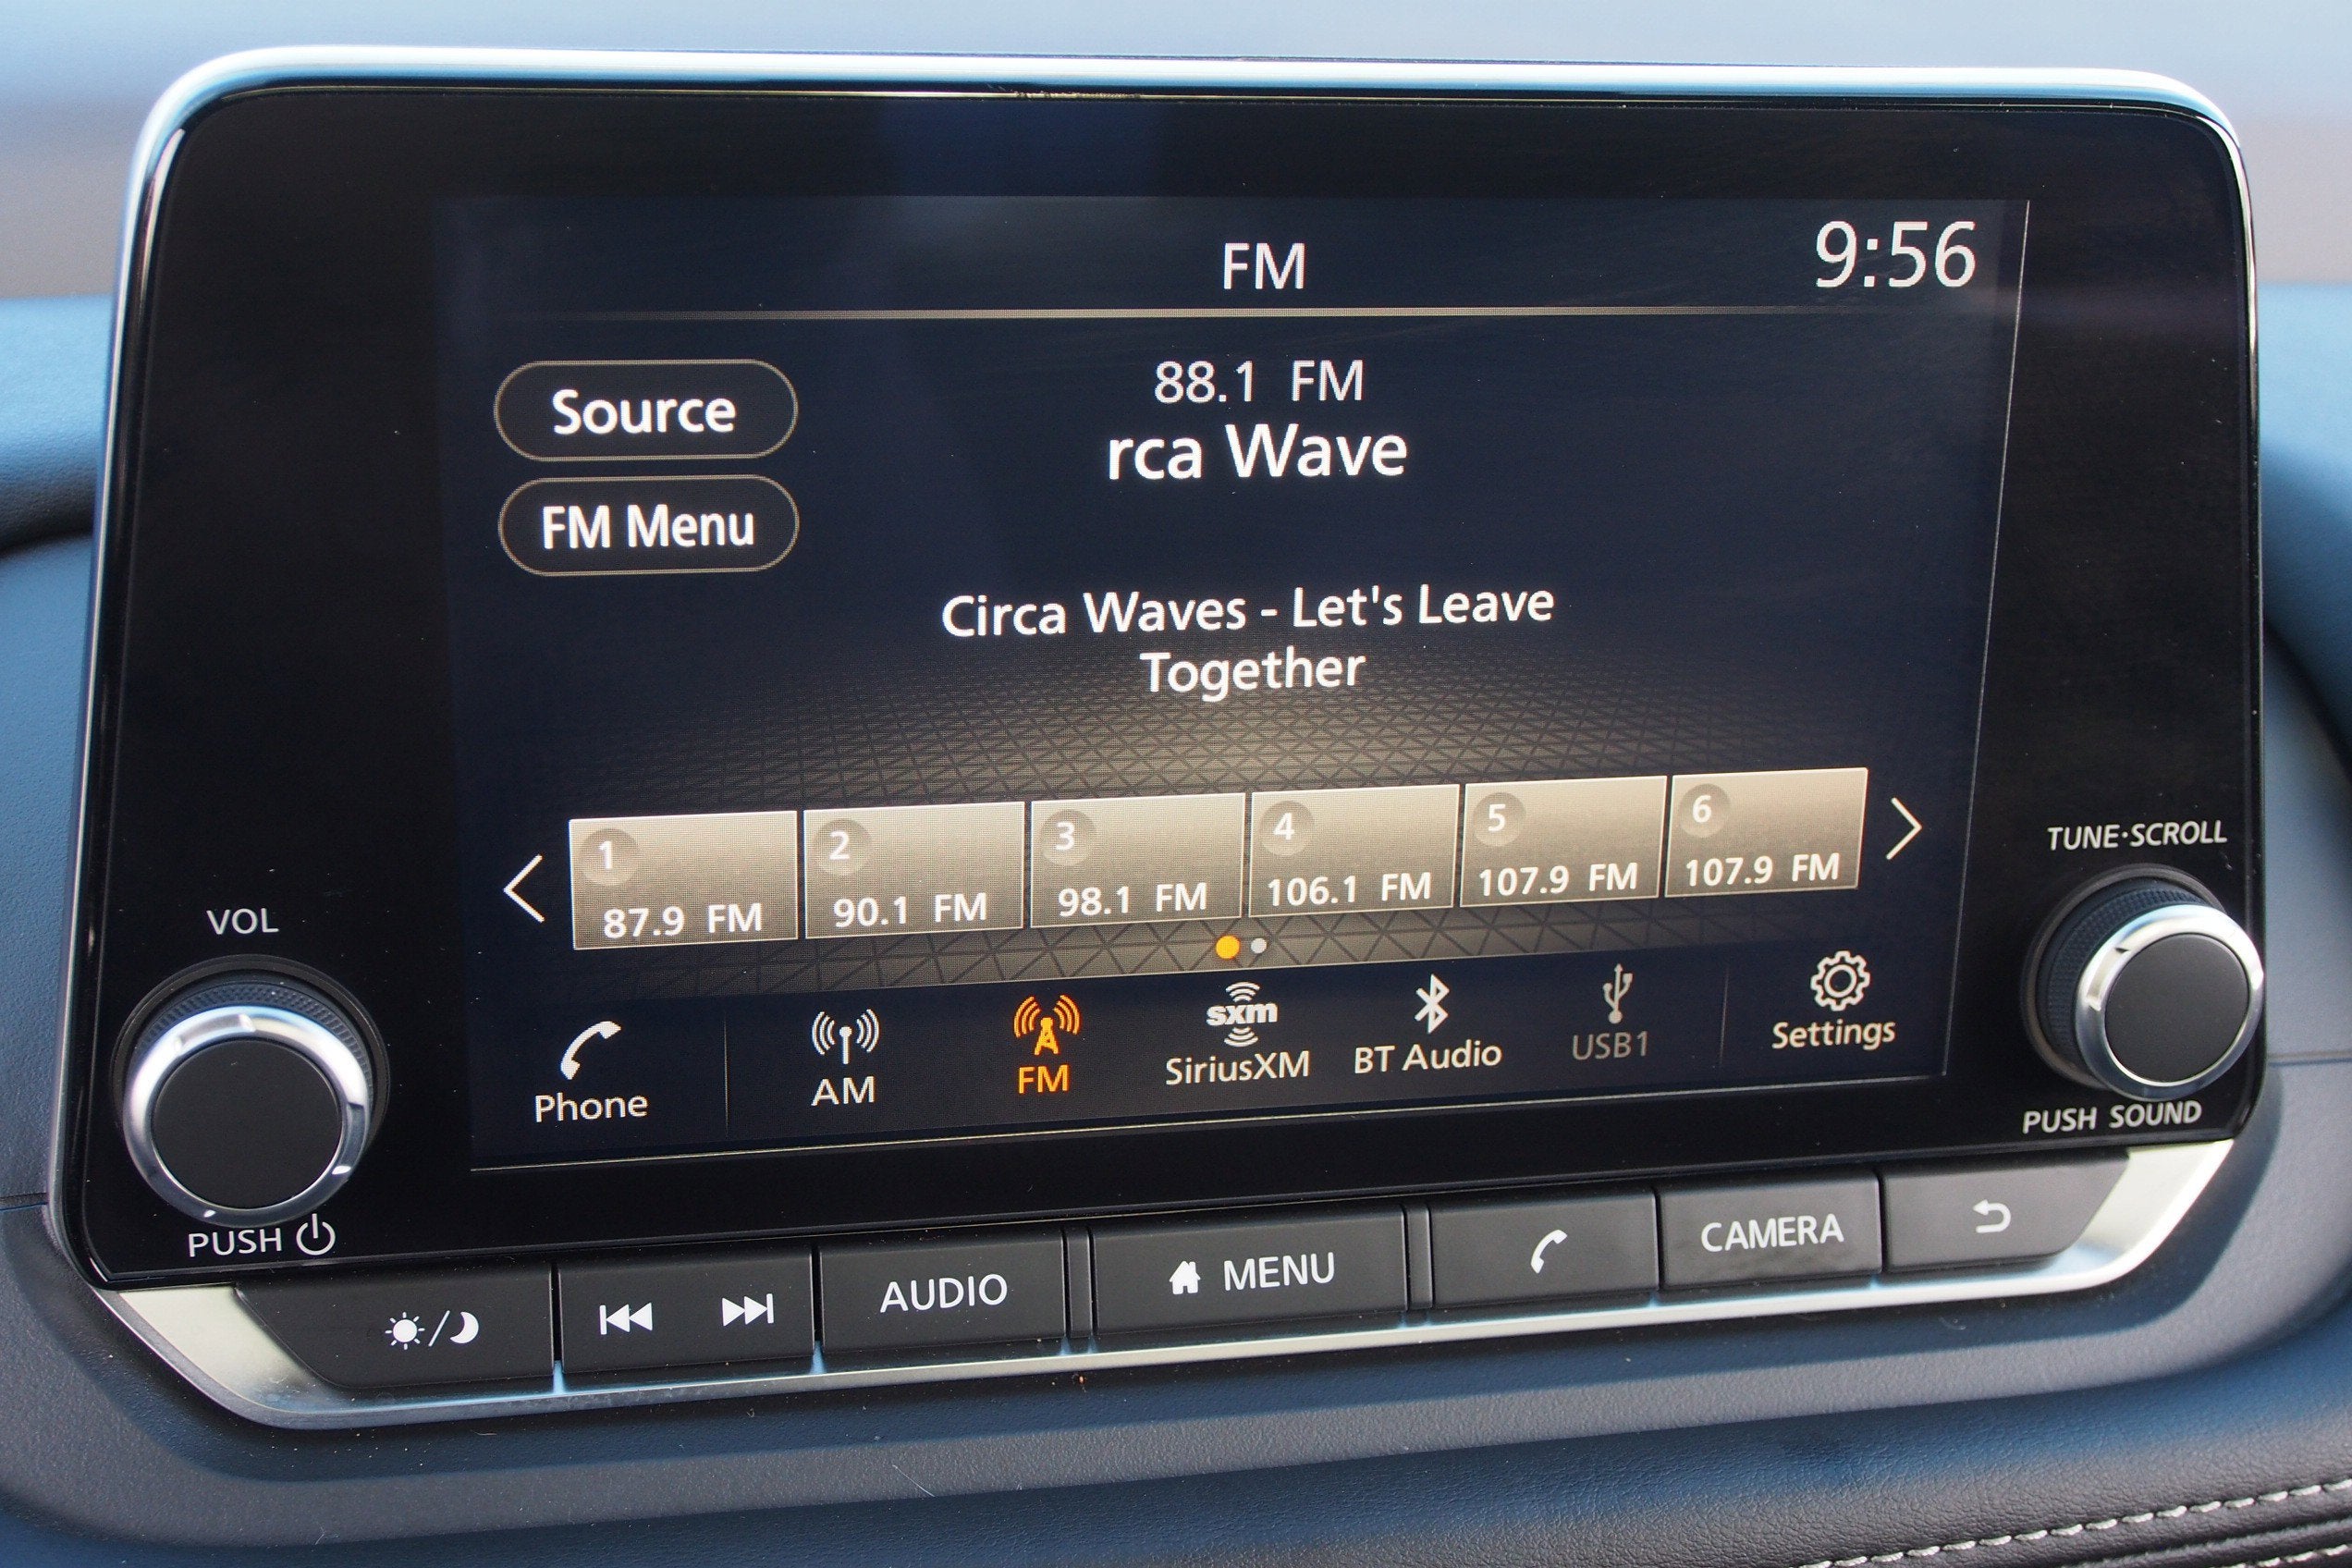 FM
9:56
Source
88.1 FM
rca Wave
FM Menu
Circa Waves - Let's Leave
Together
1
87.9 FM
2
90.1 FM
3
98.1 FM
4
106.1 FM
5
107.9 FM
6
107.9 FM
Phone
AM
FM
sxm
SiriusXM
BT Audio
USB1
Settings
VOL
PUSH
TUNE·SCROLL
PUSH SOUND
AUDIO
MENU
CAMERA